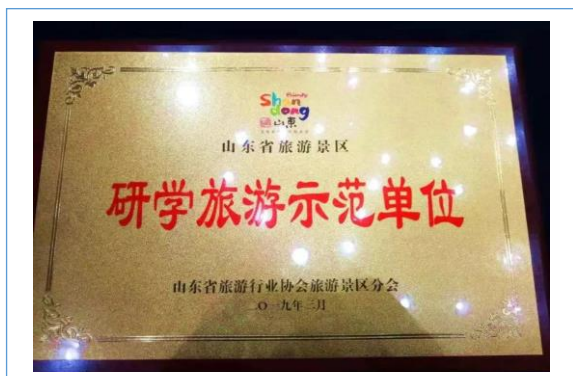 Friendly
Shandong
山东省旅游景区
研学旅游示范单位
山东省旅游行业协会旅游景区分会
二〇一九年三月